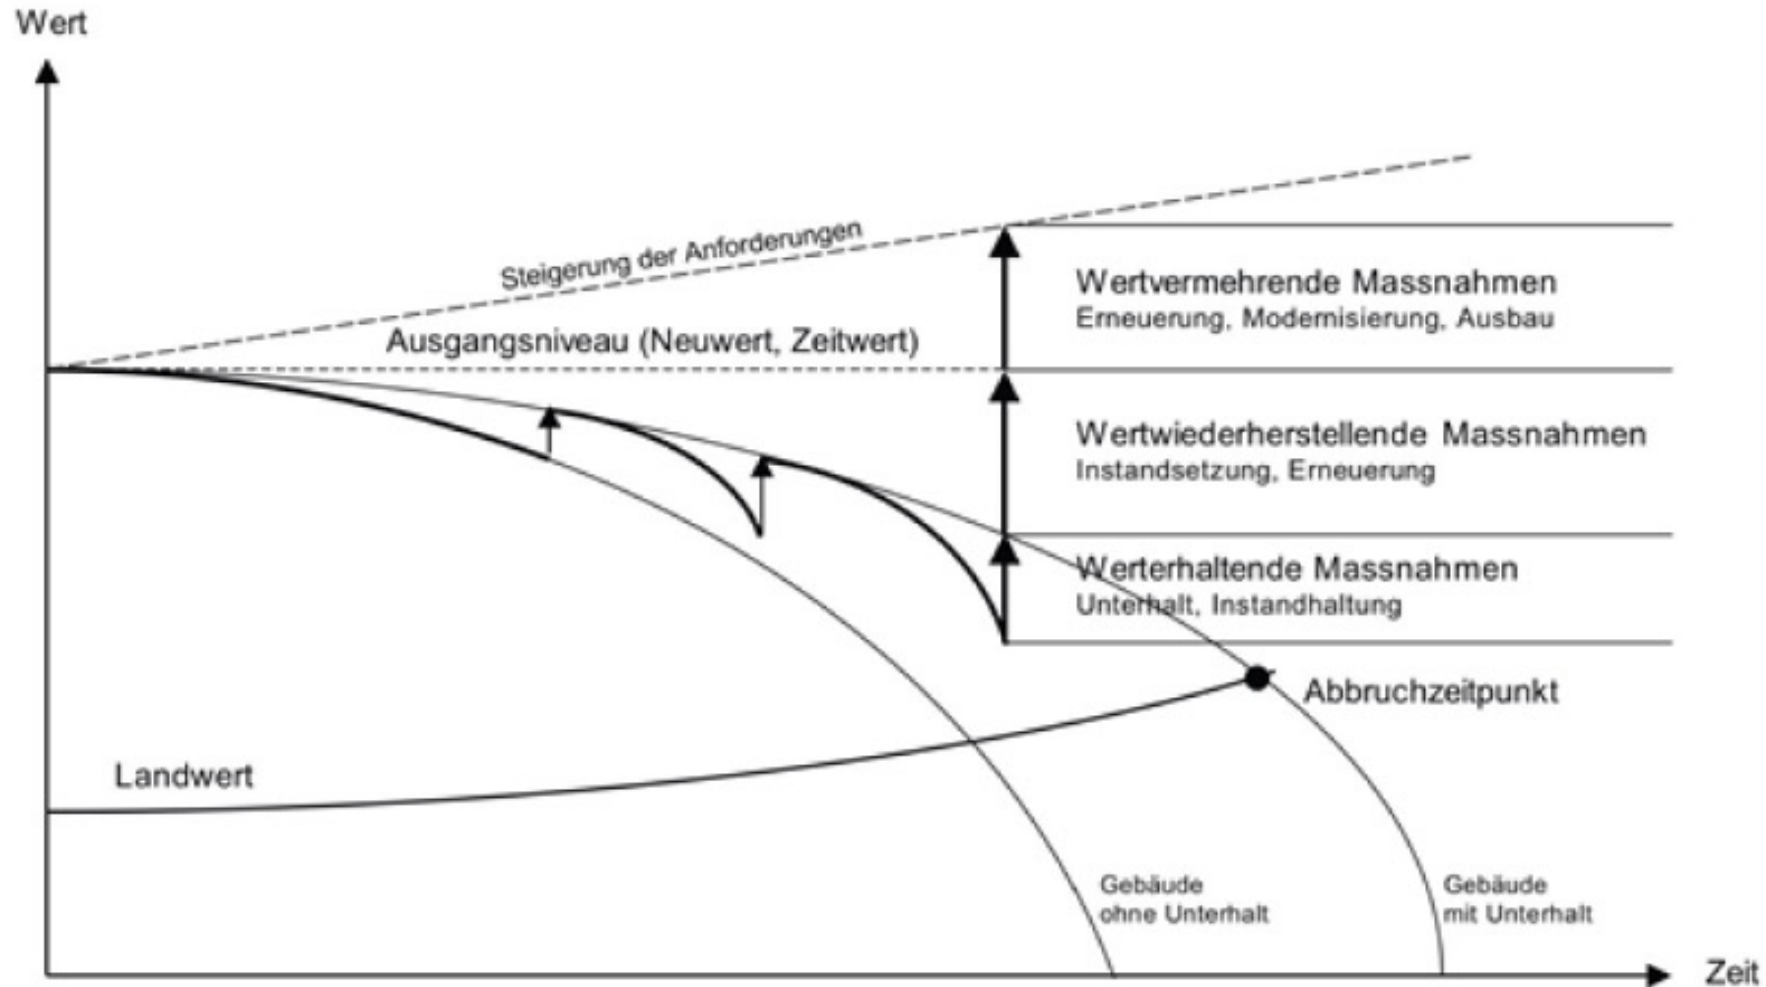 Wert
Steigerung der Anforderungen
Ausgangsniveau (Neuwert, Zeitwert)
Wertvermehrende Massnahmen
Erneuerung, Modernisierung, Ausbau
Wertwiederherstellende Massnahmen
Instandsetzung, Erneuerung
Werterhaltende Massnahmen
Unterhalt, Instandhaltung
Abbruchzeitpunkt
Landwert
Gebäude
ohne Unterhalt
Gebäude
mit Unterhalt
Zeit